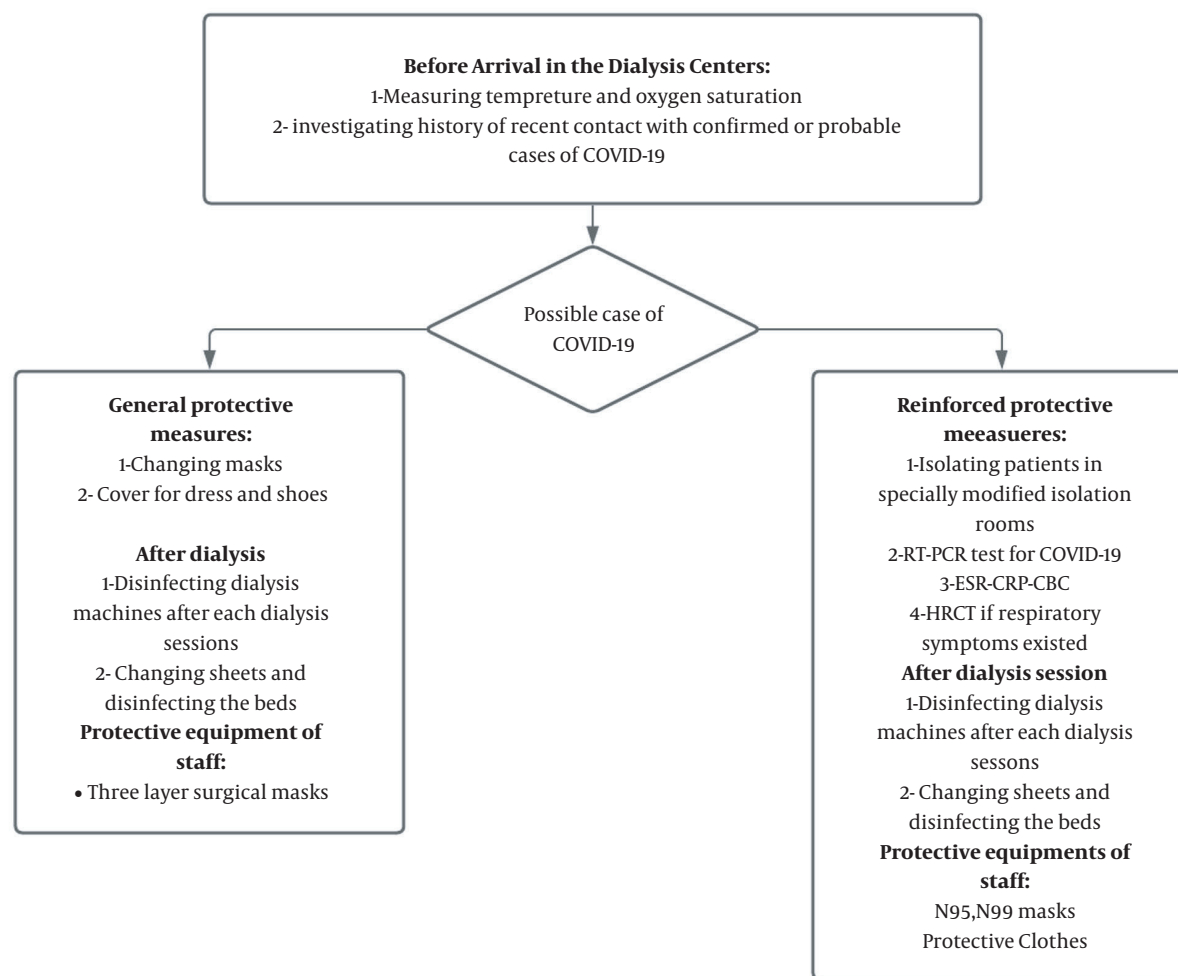 Before Arrival in the Dialysis Centers:
1-Measuring tempreture and oxygen saturation
2- investigating history of recent contact with confirmed or probable
cases of COVID-19
Possible case of
COVID-19
General protective
measures:
1-Changing masks
2- Cover for dress and shoes
After dialysis
1-Disinfecting dialysis
machines after each dialysis
sessions
2- Changing sheets and
disinfecting the beds
Protective equipment of
staff:
• Three layer surgical masks
Reinforced protective
meeasueres:
1-Isolating patients in
specially modified isolation
rooms
2-RT-PCR test for COVID-19
3-ESR-CRP-CBC
4-HRCT if respiratory
symptoms existed
After dialysis session
1-Disinfecting dialysis
machines after each dialysis
sessons
2- Changing sheets and
disinfecting the beds
Protective equipments of
staff:
N95,N99 masks
Protective Clothes